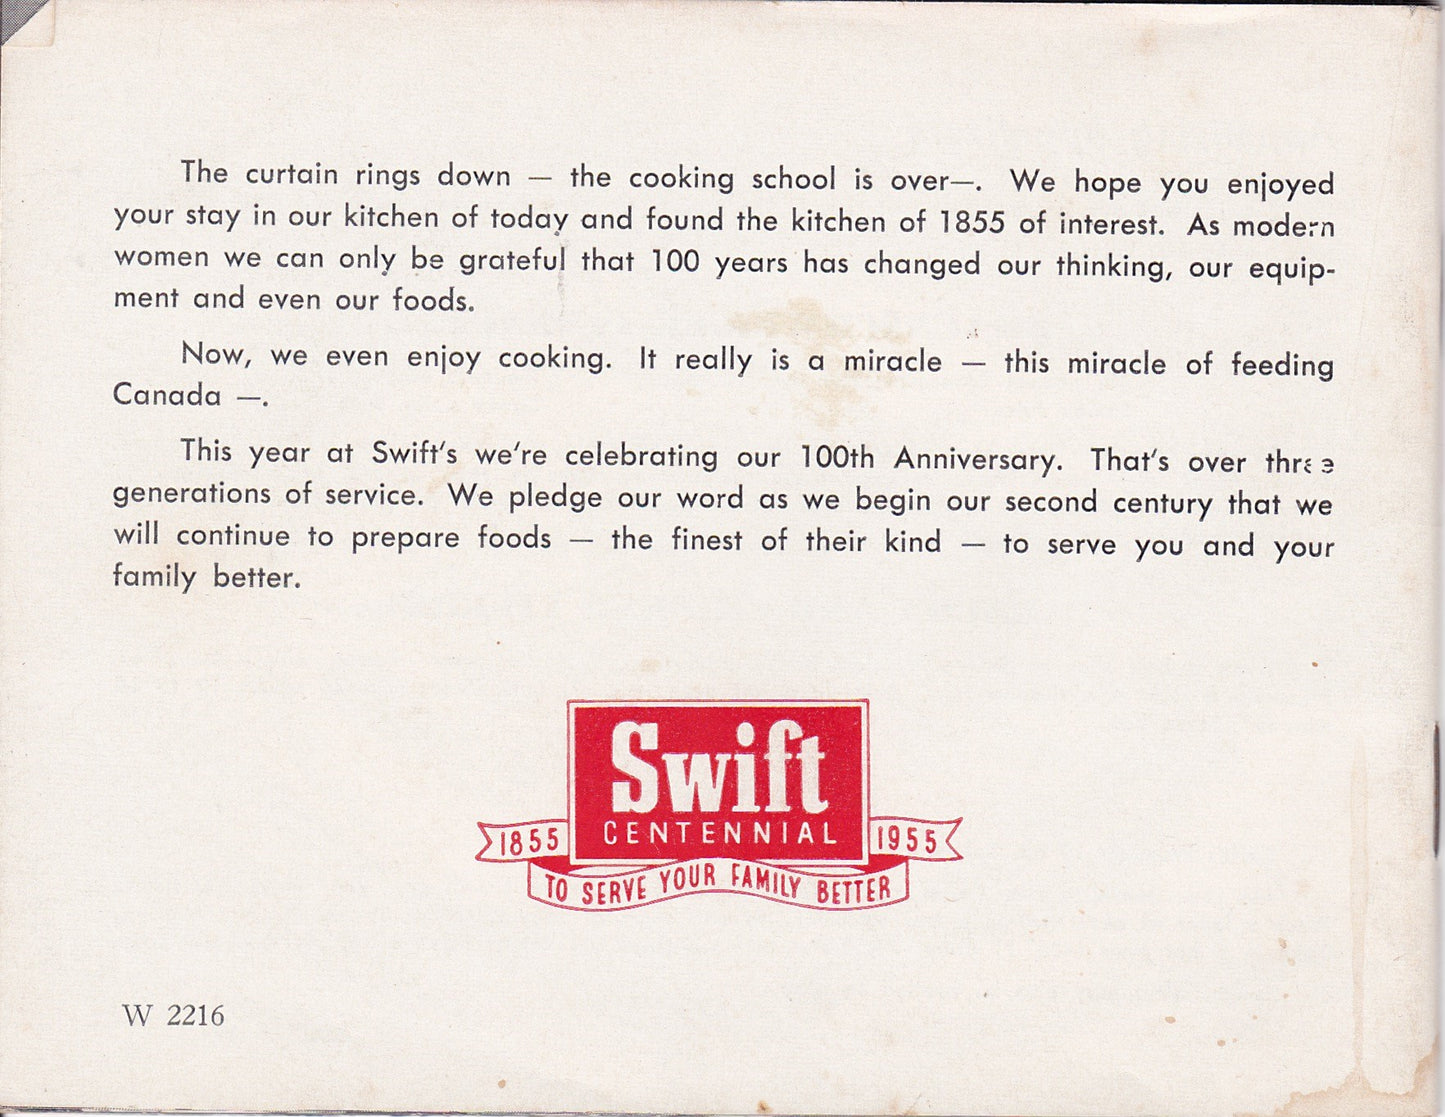 The curtain rings down — the cooking school is over—. We hope you enjoyed
your stay in our kitchen of today and found the kitchen of 1855 of interest. As modern
women we can only be grateful that 100 years has changed our thinking, our equip-
ment and even our foods.
Now, we even enjoy cooking. It really is a miracle — this miracle of feeding
Canada —.
This year at Swift's we're celebrating our 100th Anniversary. That's over three
generations of service. We pledge our word as we begin our second century that we
will continue to prepare foods — the finest of their kind — to serve you and your
family better.
Swift
CENTENNIAL
1855 1955
TO SERVE YOUR FAMILY BETTER
W 2216